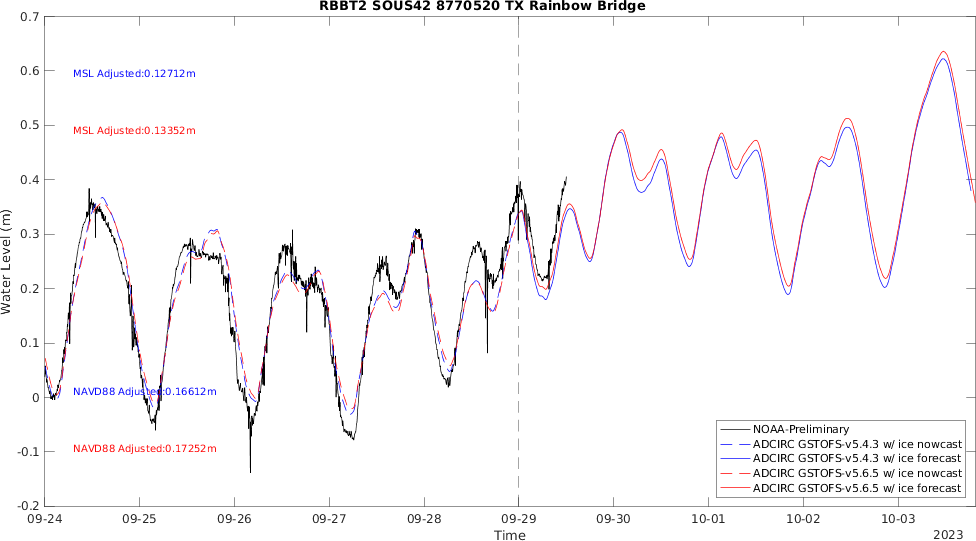 RBBT2 SOUS42 8770520 TX Rainbow Bridge
0.7
0.6
0.5
0.4
0.3
0.2
0.1
0
-0.1
-0.2
Water Level (m)
MSL Adjusted:0.12712m
MSL Adjusted:0.13352m
NAVD88 Adjusted:0.16612m
NAVD88 Adjusted:0.17252m
NOAA-Preliminary
ADCIRC GSTOFS-v5.4.3 w/ ice nowcast
ADCIRC GSTOFS-v5.4.3 w/ ice forecast
ADCIRC GSTOFS-v5.6.5 w/ ice nowcast
ADCIRC GSTOFS-v5.6.5 w/ ice forecast
09-24 09-25 09-26 09-27 09-28 09-29 09-30 10-01 10-02 10-03
Time
2023